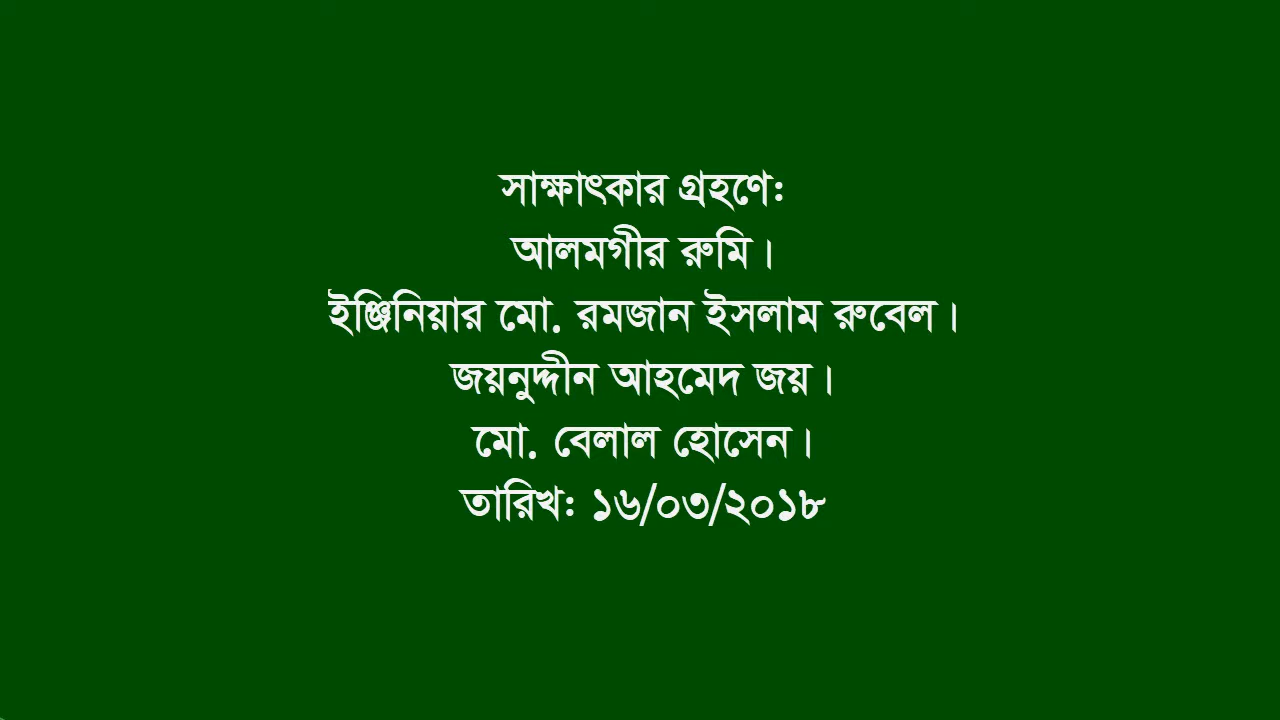 সাক্ষাৎকার গ্রহণে:
আলমগীর রুমি।
ইঞ্জিনিয়ার মো. রমজান ইসলাম রুবেল।
জয়নুদ্দীন আহমেদ জয়।
মো. বেলাল হোসেন।
তারিখ: ১৬/০৩/২০১৮